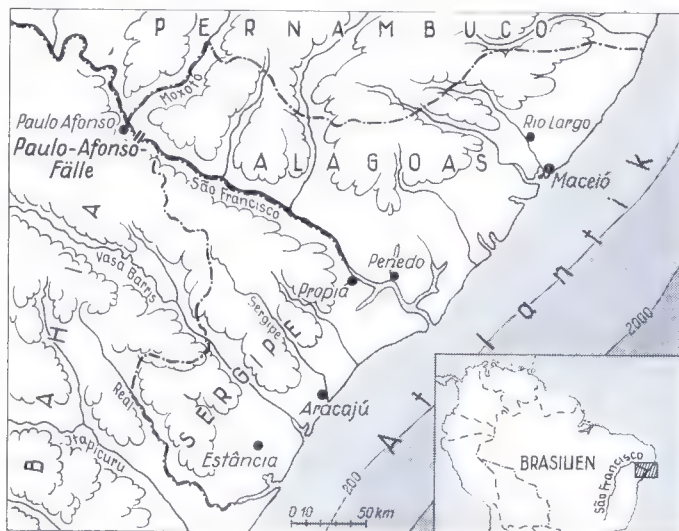 PERNAMBUCO
Moxotó
Paulo Afonso
Paulo-Afonso-
Fälle
Rio Largo
ALAGOAS
Maceió
São Francisco
Vasa Barris
Penedo
Propiá
Sergipe
SERGIPE
BAHIA
Real
Itapicuru
Aracajú
Estância
Atlantik
200
2000
0 10 50 km
BRASILIEN
São Francisco